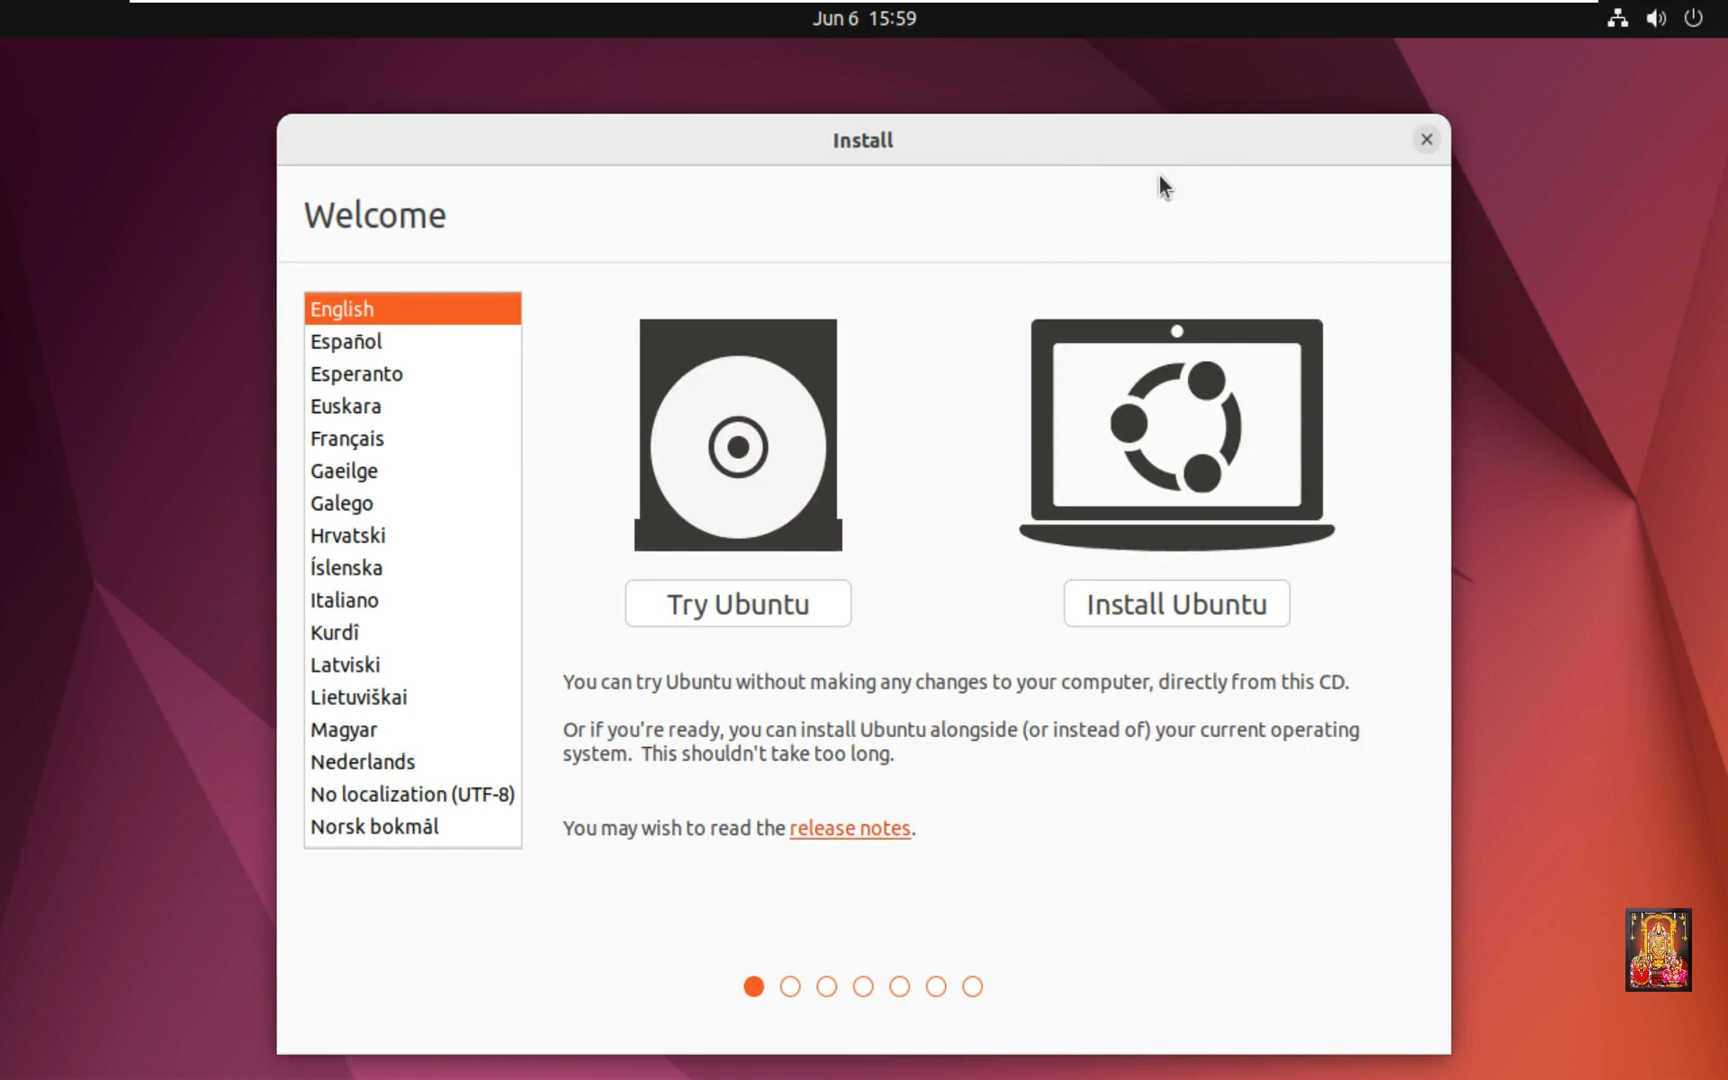 Jun 6 15:59
Install
Welcome
English
Español
Esperanto
Euskara
Français
Gaeilge
Galego
Hrvatski
Íslenska
Italiano
Kurdî
Latviski
Lietuviškai
Magyar
Nederlands
No localization (UTF-8)
Norsk bokmål
Try Ubuntu
Install Ubuntu
You can try Ubuntu without making any changes to your computer, directly from this CD.
Or if you're ready, you can install Ubuntu alongside (or instead of) your current operating
system. This shouldn't take too long.
You may wish to read the release notes.